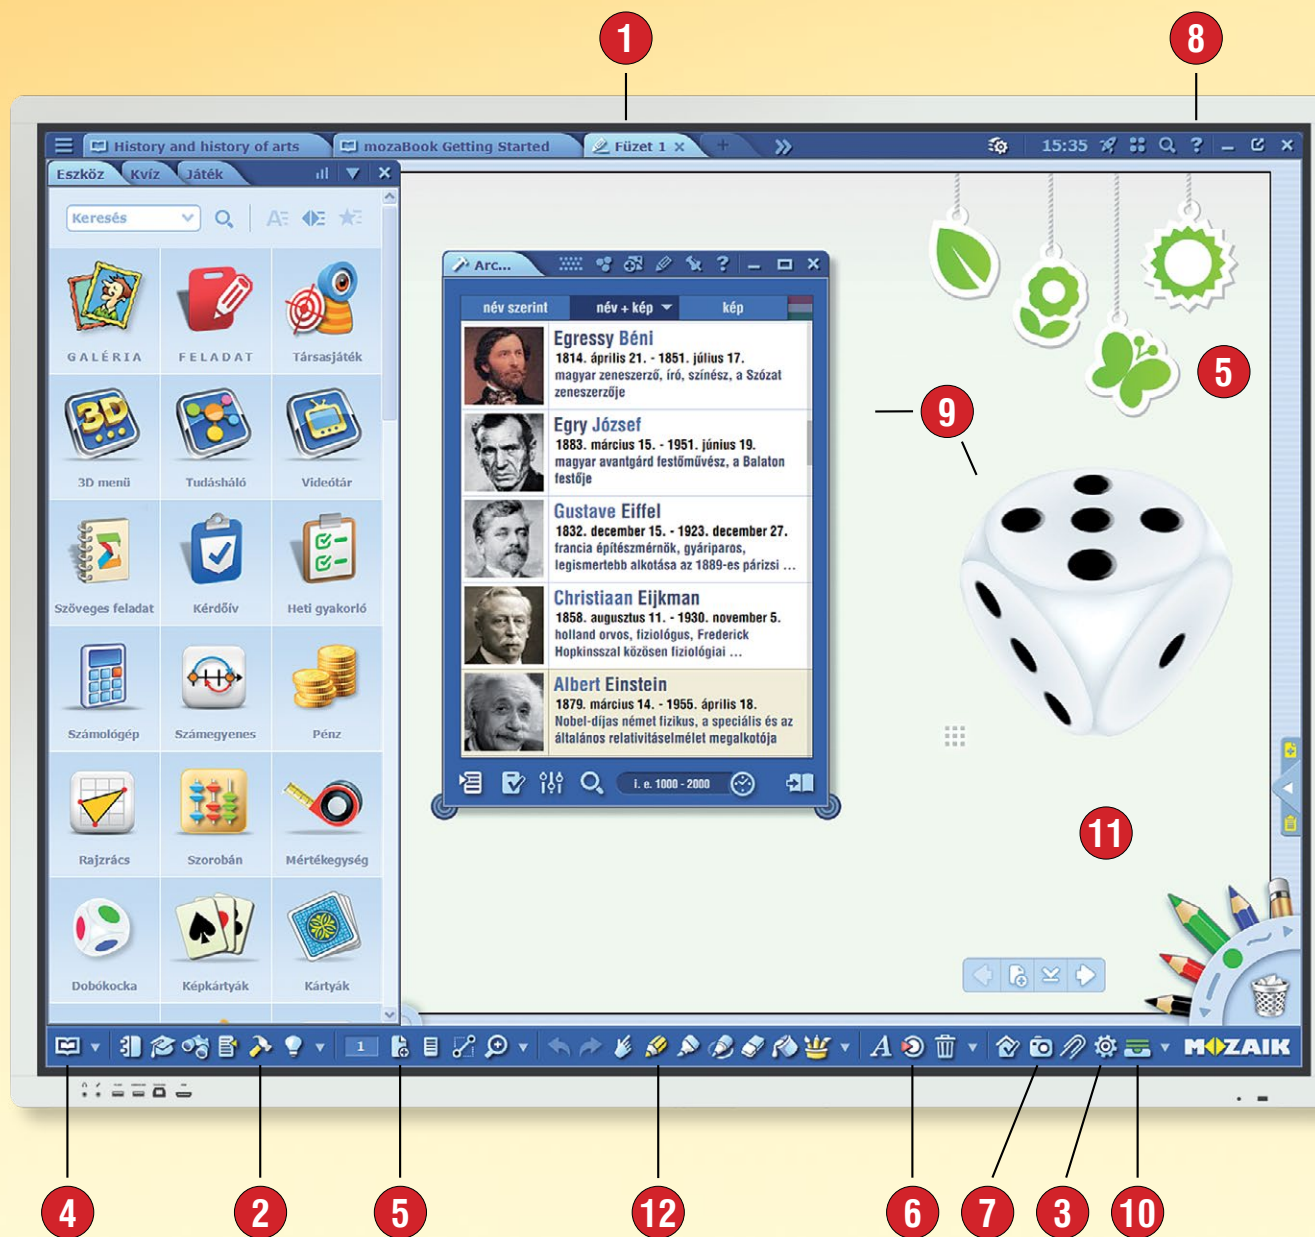 1
8
History and history of arts
mozaBook Getting Started
Füzet 1
15:35
Eszköz
Kvíz
Játék
Keresés
GALÉRIA
FELADAT
Társasjáték
3D
3D menü
Tudásháló
Videótár
Szöveges feladat
Kérdőív
Heti gyakorló
Számológép
Számegyenes
Pénz
Rajzrács
Szorobán
Mértékegység
Dobókocka
Képkártyák
Kártyák
Arc...
név szerint
név + kép
kép
Egressy Béni
1814. április 21. - 1851. július 17.
magyar zeneszerző, író, színész, a Szózat
zeneszerzője
Egry József
1883. március 15. - 1951. június 19.
magyar avantgárd festőművész, a Balaton
festője
Gustave Eiffel
1832. december 15. - 1923. december 27.
francia építészmérnök, gyáriparos,
legismertebb alkotása az 1889-es párizsi ...
Christiaan Eijkman
1858. augusztus 11. - 1930. november 5.
holland orvos, fiziológus, Frederick
Hopkinsszal közösen fiziológiai ...
Albert Einstein
1879. március 14. - 1955. április 18.
Nobel-díjas német fizikus, a speciális és az
általános relativitáselmélet megalkotója
i. e. 1000 - 2000
5
9
11
1
A
MOZAIK
4
2
5
12
6
7
3
10